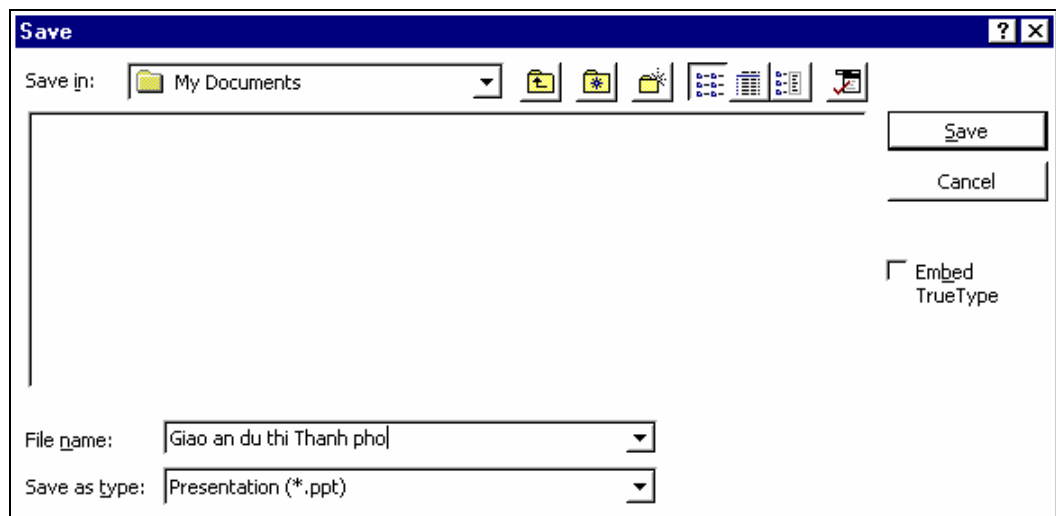 Save
Save in: My Documents
Save
Cancel
Embed
TrueType
File name: Giao an du thi Thanh pho
Save as type: Presentation (*.ppt)